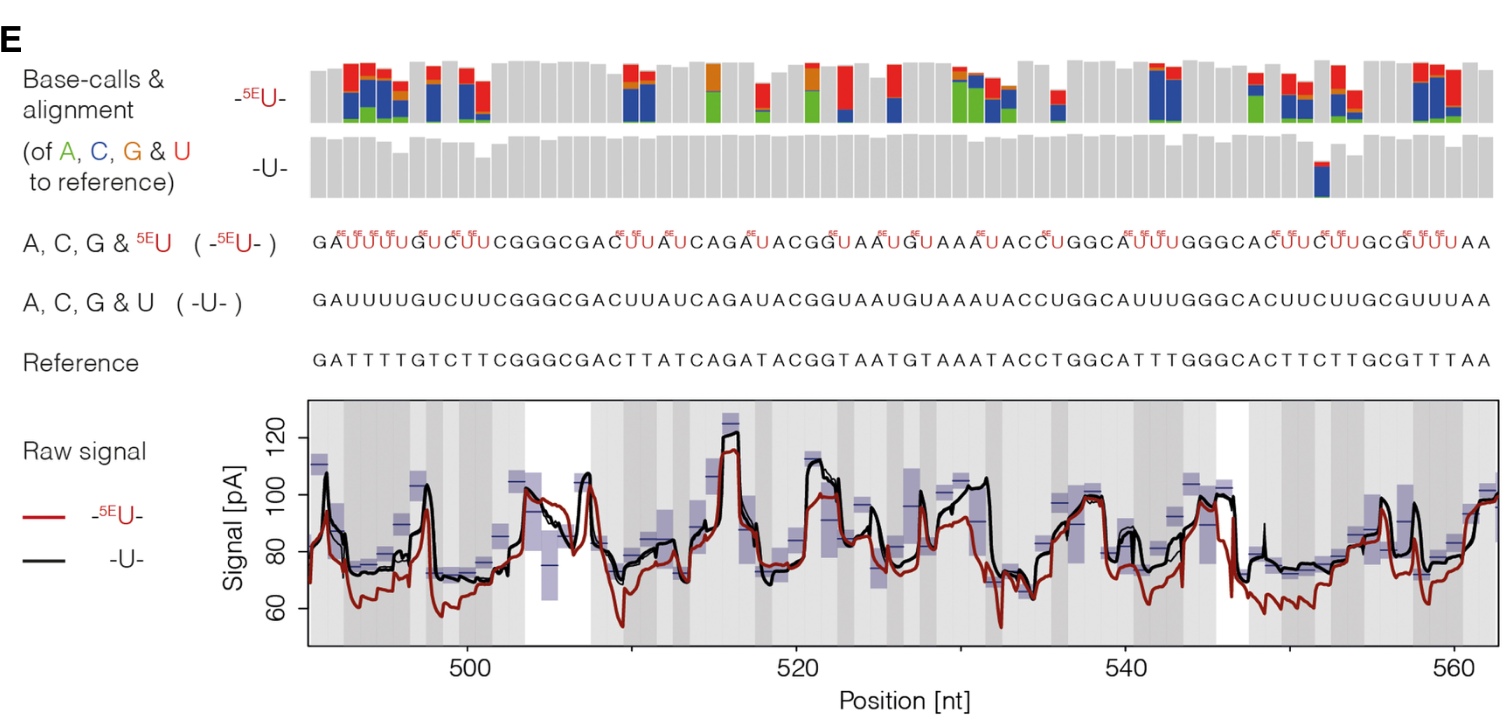 E
Base-calls &
alignment
-5EU-
(of A, C, G & U
to reference)
-U-
A, C, G & 5EU ( -5EU- )
GA5EU5EU5EU5EUG5EUC5EU5EUCGGGCGAC5EU5EUA5EUCAGA5EUACGG5EUAA5EUG5EUAAA5EUACC5EUGGCA5EU5EU5EUGGGCAC5EU5EUC5EU5EUGCG5EU5EU5EUAA
A, C, G & U ( -U- )
GAUUUUGUCUUCGGGCGACUUAUCAGAUACGGUAAUGUAAAUACCUGGCAUUUGGGCACUUCUUGCGUUUAA
Reference
GATTTTGTCTTCGGGCGACTTATCAGATACGGTAATGTAAATACCTGGCATTTGGGCACTTCTTGCGTTTAA
Raw signal
-5EU-
-U-
Signal [pA]
120
100
80
60
500 520 540 560
Position [nt]